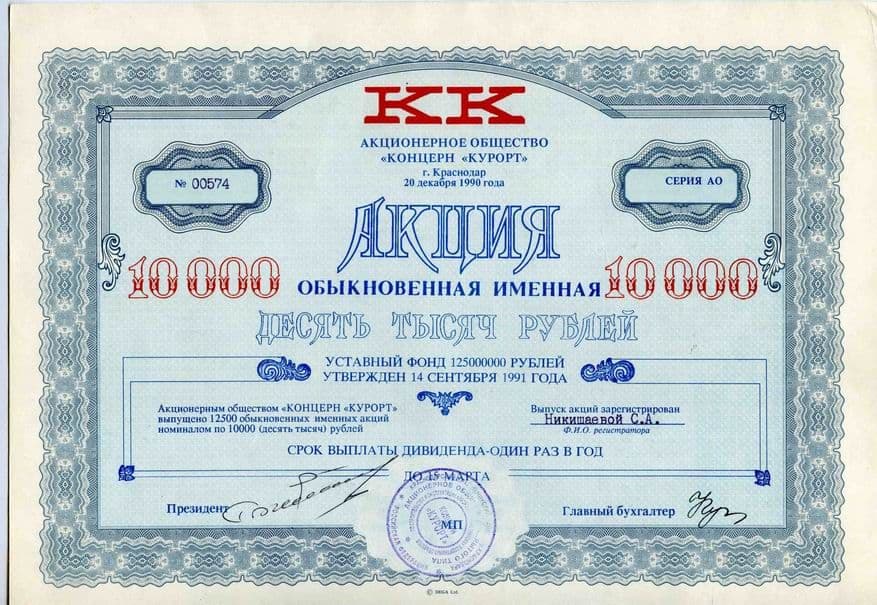 КК
АКЦИОНЕРНОЕ ОБЩЕСТВО
«КОНЦЕРН «КУРОРТ»
г. Краснодар
20 декабря 1990 года
№ 00574
СЕРИЯ АО
АКЦИЯ
10 000
ОБЫКНОВЕННАЯ ИМЕННАЯ
10 000
ДЕСЯТЬ ТЫСЯЧ РУБЛЕЙ
УСТАВНЫЙ ФОНД 125000000 РУБЛЕЙ
УТВЕРЖДЕН 14 СЕНТЯБРЯ 1991 ГОДА
Акционерным обществом «КОНЦЕРН «КУРОРТ»
выпущено 12500 обыкновенных именных акций
номиналом по 10000 (десять тысяч) рублей
Выпуск акций зарегистрирован
Никишаевой С.А.
Ф.И.О. регистратора
СРОК ВЫПЛАТЫ ДИВИДЕНДА-ОДИН РАЗ В ГОД
ДО 15 МАРТА
Президент
МП
"КУРОРТ"
АКЦИОНЕРНОЕ
ТИПА
Главный бухгалтер